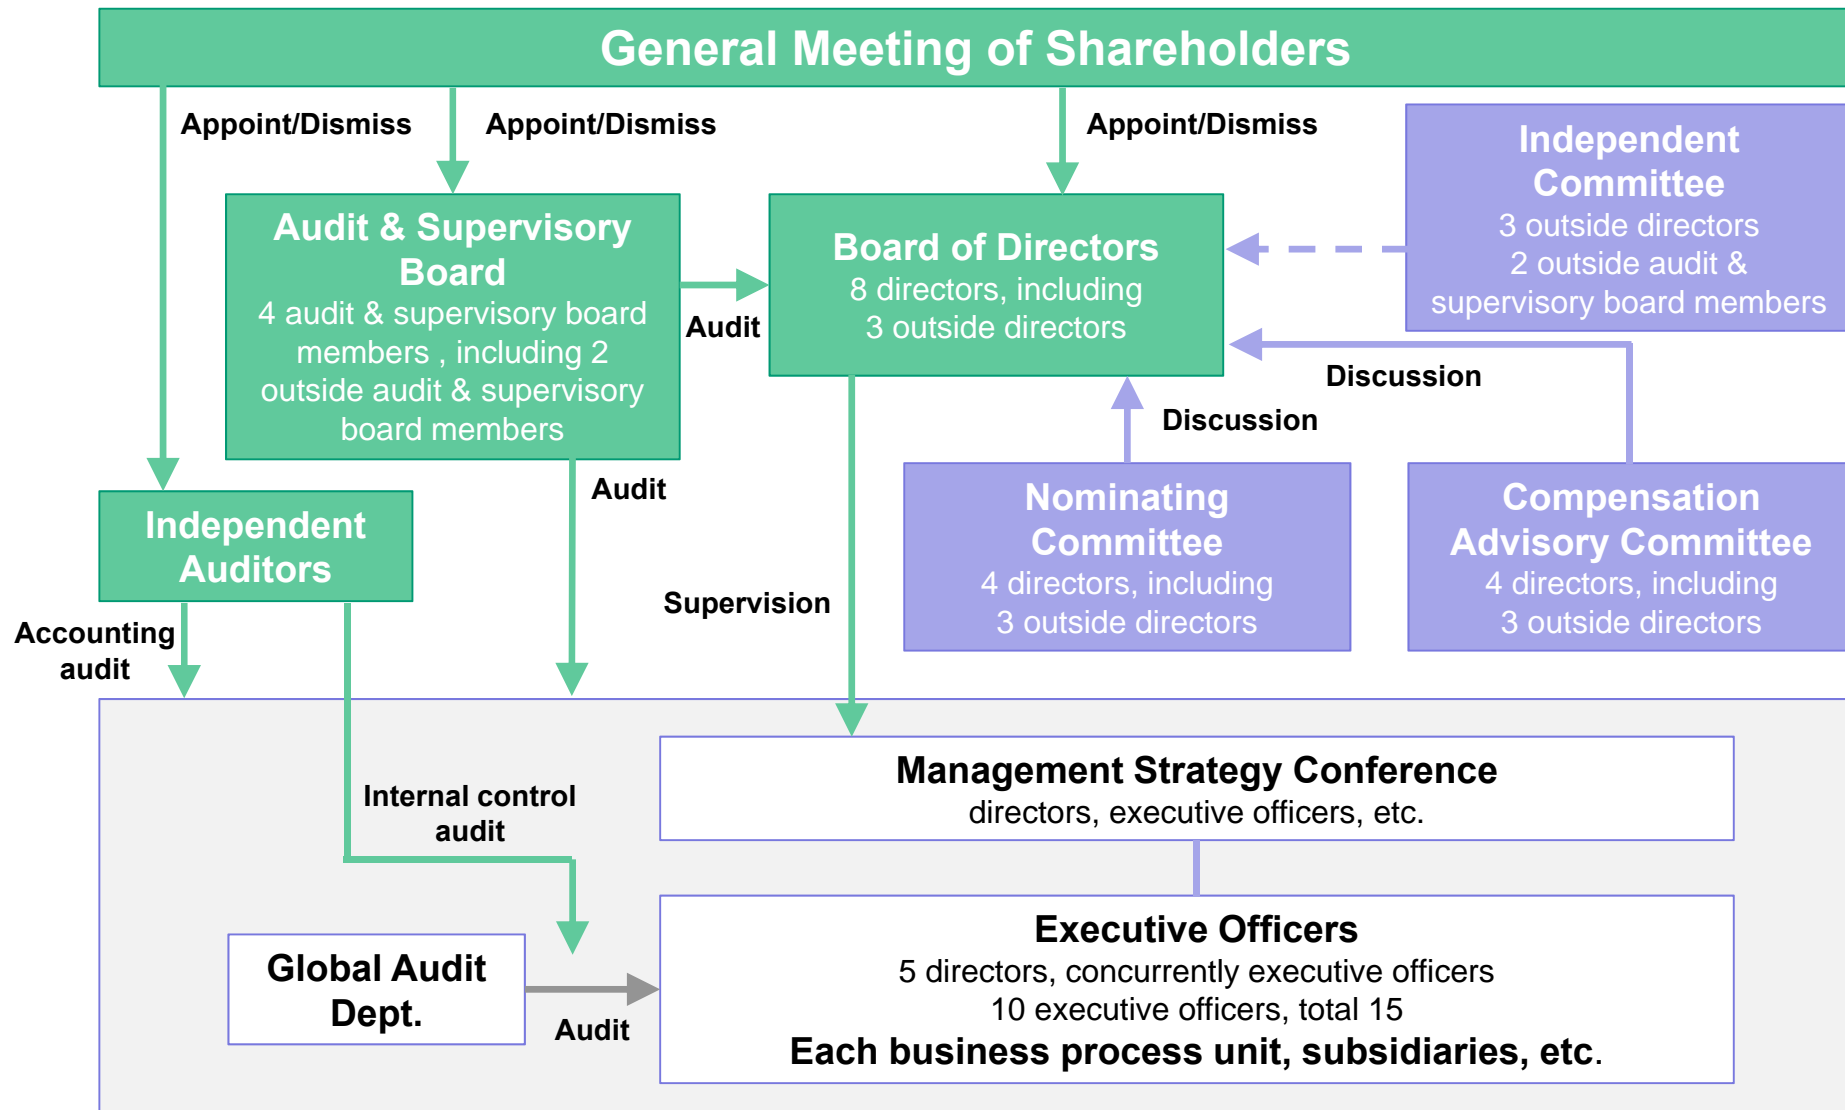 General Meeting of Shareholders
Appoint/Dismiss
Appoint/Dismiss
Appoint/Dismiss
Independent
Committee
3 outside directors
2 outside audit &
supervisory board members
Audit & Supervisory
Board
4 audit & supervisory board
members , including 2
outside audit & supervisory
board members
Audit
Board of Directors
8 directors, including
3 outside directors
Discussion
Discussion
Audit
Independent
Auditors
Nominating
Committee
4 directors, including
3 outside directors
Compensation
Advisory Committee
4 directors, including
3 outside directors
Supervision
Accounting
audit
Management Strategy Conference
directors, executive officers, etc.
Internal control
audit
Executive Officers
5 directors, concurrently executive officers
10 executive officers, total 15
Each business process unit, subsidiaries, etc.
Global Audit
Dept.
Audit